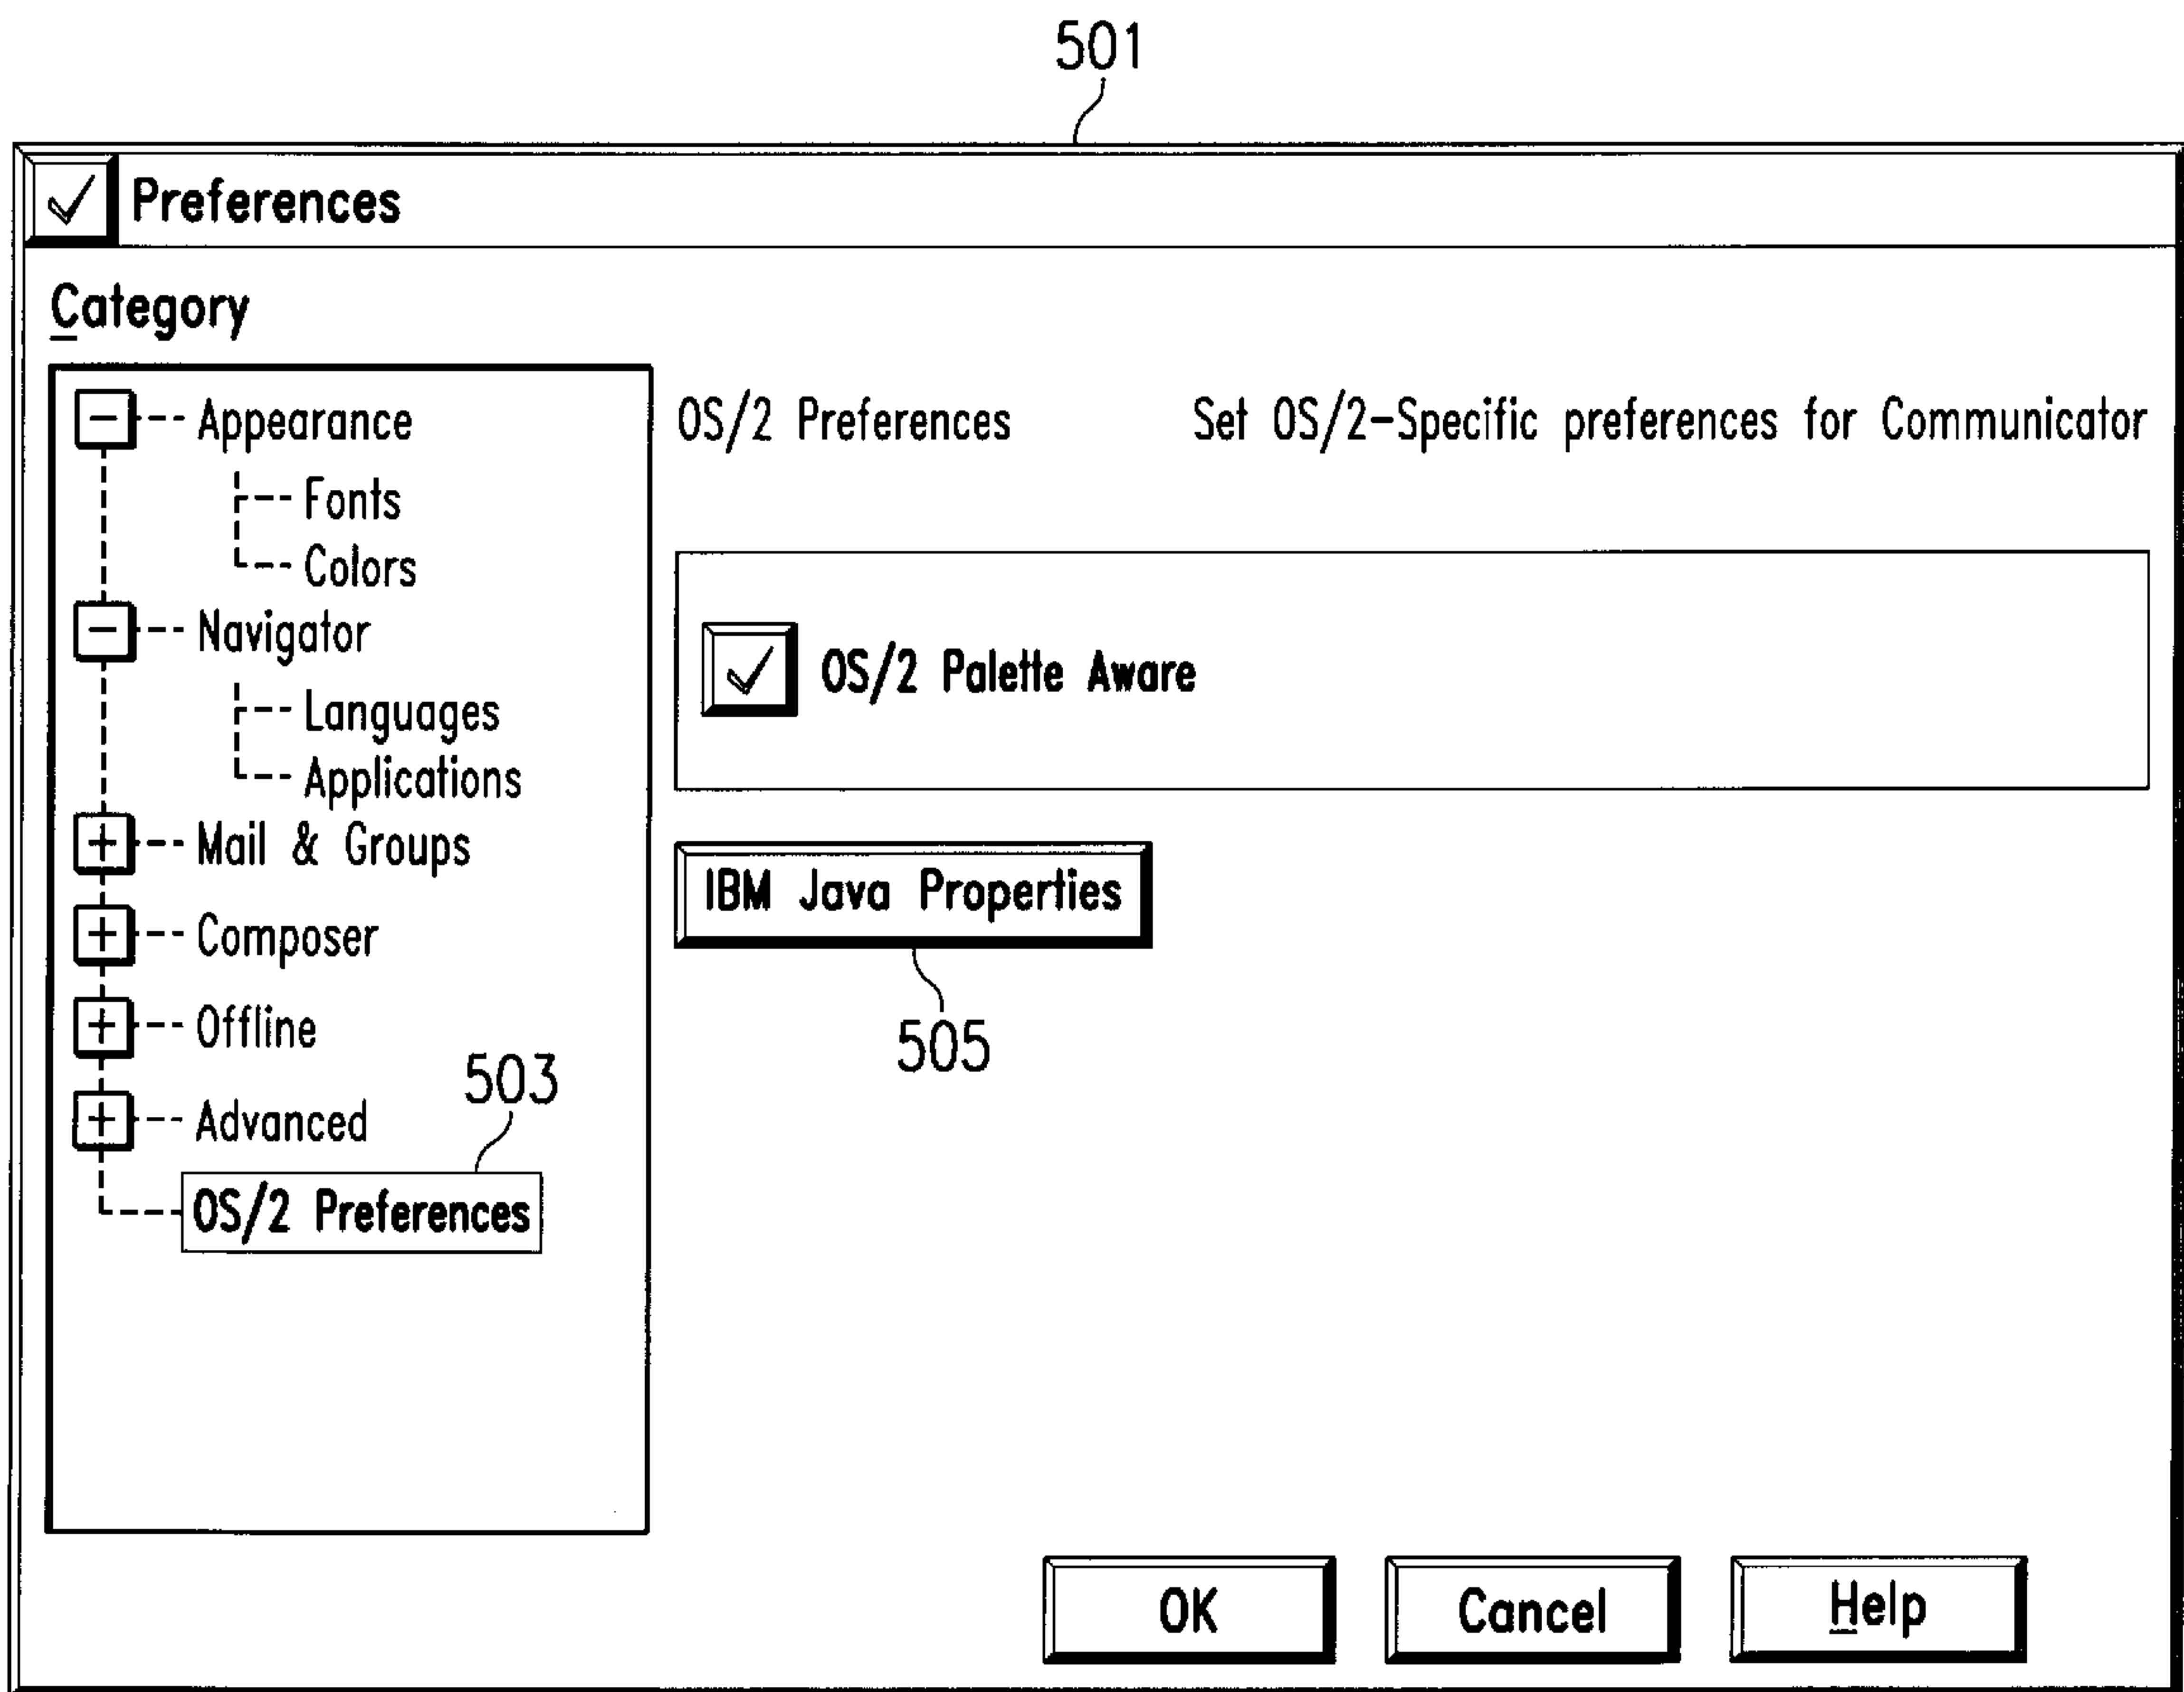 501
Preferences
Category
Appearance
Fonts
Colors
Navigator
Languages
Applications
Mail & Groups
Composer
Offline
Advanced
503
OS/2 Preferences
OS/2 Preferences Set OS/2-Specific preferences for Communicator
OS/2 Palette Aware
IBM Java Properties
505
OK Cancel Help